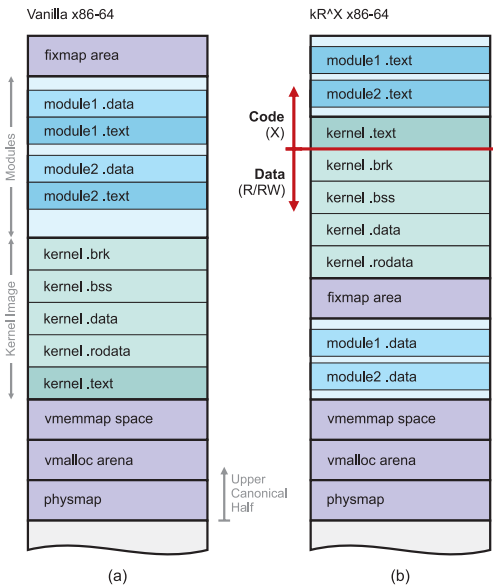 Vanilla x86-64
fixmap area
module1 .data
module1 .text
module2 .data
module2 .text
Modules
kernel .brk
kernel .bss
kernel .data
kernel .rodata
kernel .text
Kernel Image
vmemmap space
vmalloc arena
physmap
Upper
Canonical
Half
(a)
kR^X x86-64
module1 .text
module2 .text
Code
(X)
kernel .text
Data
(R/RW)
kernel .brk
kernel .bss
kernel .data
kernel .rodata
fixmap area
module1 .data
module2 .data
vmemmap space
vmalloc arena
physmap
(b)